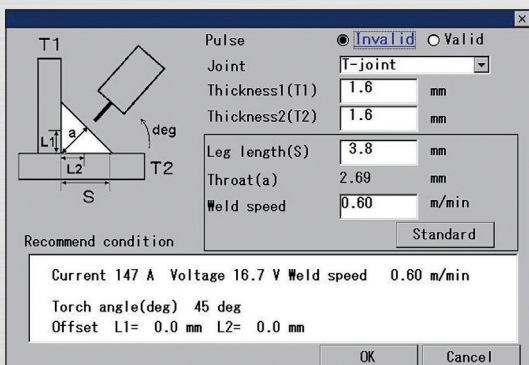 Pulse Invalid Valid
Joint T-joint
Thickness1(T1) 1.6 mm
Thickness2(T2) 1.6 mm
Leg length(S) 3.8 mm
Throat(a) 2.69 mm
Weld speed 0.60 m/min
Standard
T1
a
deg
L1
L2
T2
S
Recommend condition
Current 147 A Voltage 16.7 V Weld speed 0.60 m/min
Torch angle(deg) 45 deg
Offset L1= 0.0 mm L2= 0.0 mm
OK Cancel